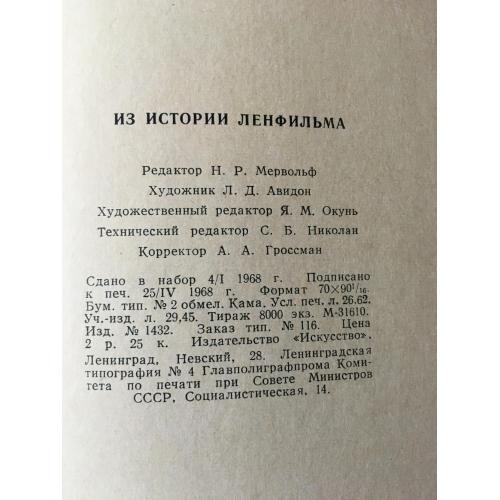 ИЗ ИСТОРИИ ЛЕНФИЛЬМА
Редактор Н. Р. Мервольф
Художник Л. Д. Авидон
Художественный редактор Я. М. Окунь
Технический редактор С. Б. Николаи
Корректор А. А. Гроссман
Сдано в набор 4/I 1968 г. Подписано
к печ. 25/IV 1968 г. Формат 70×90¹/₁₆.
Бум. тип. № 2 обмел. Кама. Усл. печ. л. 26.62.
Уч.-изд. л. 29,45. Тираж 8000 экз. М-31610.
Изд. № 1432. Заказ тип. № 116. Цена
2 р. 25 к. Издательство «Искусство»,
Ленинград, Невский, 28. Ленинградская
типография № 4 Главполиграфпрома Коми-
тета по печати при Совете Министров
СССР, Социалистическая, 14.